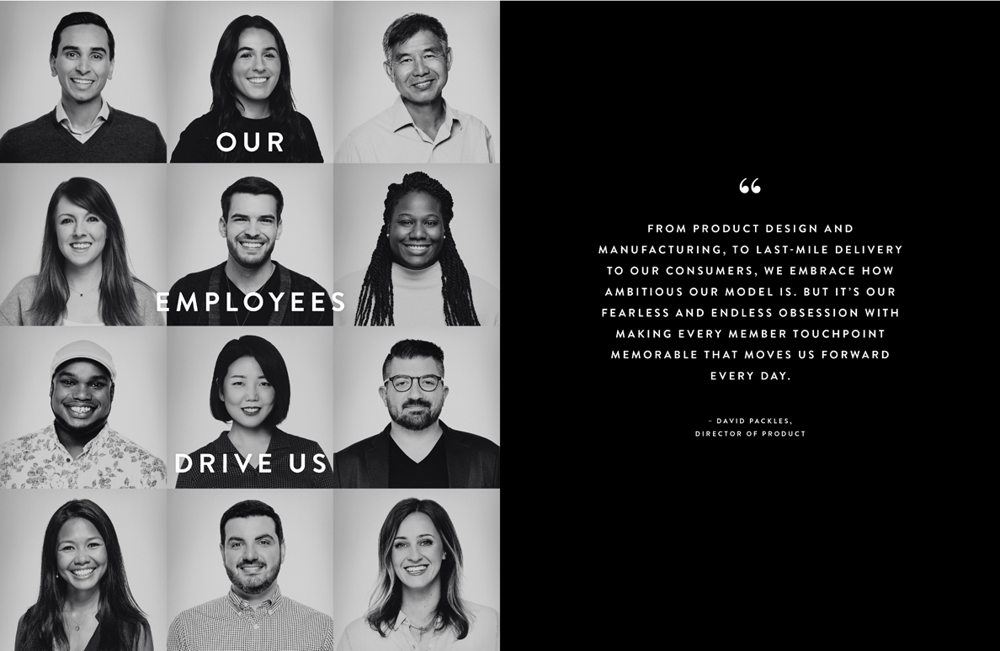 OUR
EMPLOYEES
DRIVE US
“
FROM PRODUCT DESIGN AND
MANUFACTURING, TO LAST-MILE DELIVERY
TO OUR CONSUMERS, WE EMBRACE HOW
AMBITIOUS OUR MODEL IS. BUT IT’S OUR
FEARLESS AND ENDLESS OBSESSION WITH
MAKING EVERY MEMBER TOUCHPOINT
MEMORABLE THAT MOVES US FORWARD
EVERY DAY.
– DAVID PACKLES,
DIRECTOR OF PRODUCT